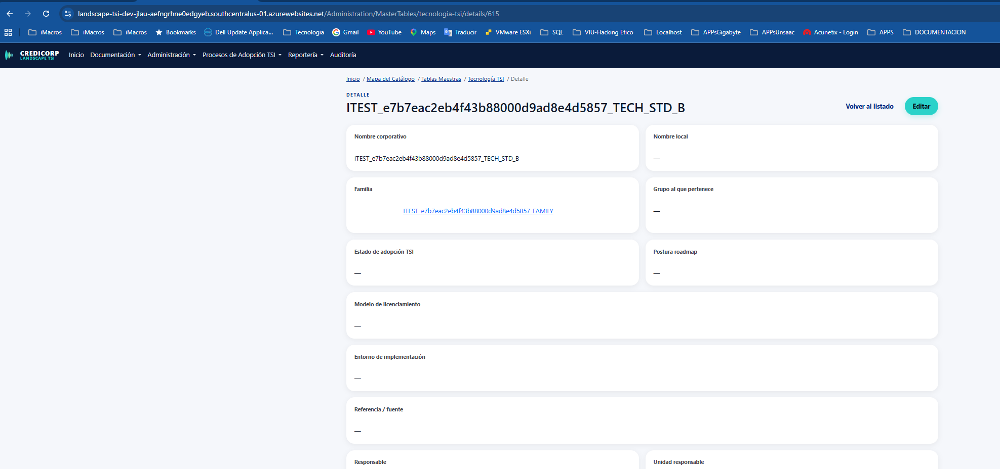 landscape-tsi-dev-jlau-aefngrhne0edgyeb.southcentralus-01.azurewebsites.net/Administration/MasterTables/tecnologia-tsi/details/615
iMacros iMacros iMacros Bookmarks Dell Update Applica... Tecnologia Gmail YouTube Maps Traducir VMware ESXi SQL VIU-Hacking Etico Localhost APPsGigabyte APPsUnsaac Acunetix - Login APPS DOCUMENTACION
CREDICORP
LANDSCAPE TSI
Inicio Documentación Administración Procesos de Adopción TSI Reportería Auditoría
Inicio / Mapa del Catálogo / Tablas Maestras / Tecnología TSI / Detalle
DETALLE
ITEST_e7b7eac2eb4f43b88000d9ad8e4d5857_TECH_STD_B
Volver al listado Editar
Nombre corporativo
ITEST_e7b7eac2eb4f43b88000d9ad8e4d5857_TECH_STD_B
Nombre local
—
Familia
ITEST_e7b7eac2eb4f43b88000d9ad8e4d5857_FAMILY
Grupo al que pertenece
—
Estado de adopción TSI
—
Postura roadmap
—
Modelo de licenciamiento
—
Entorno de implementación
—
Referencia / fuente
—
Responsable
Unidad responsable